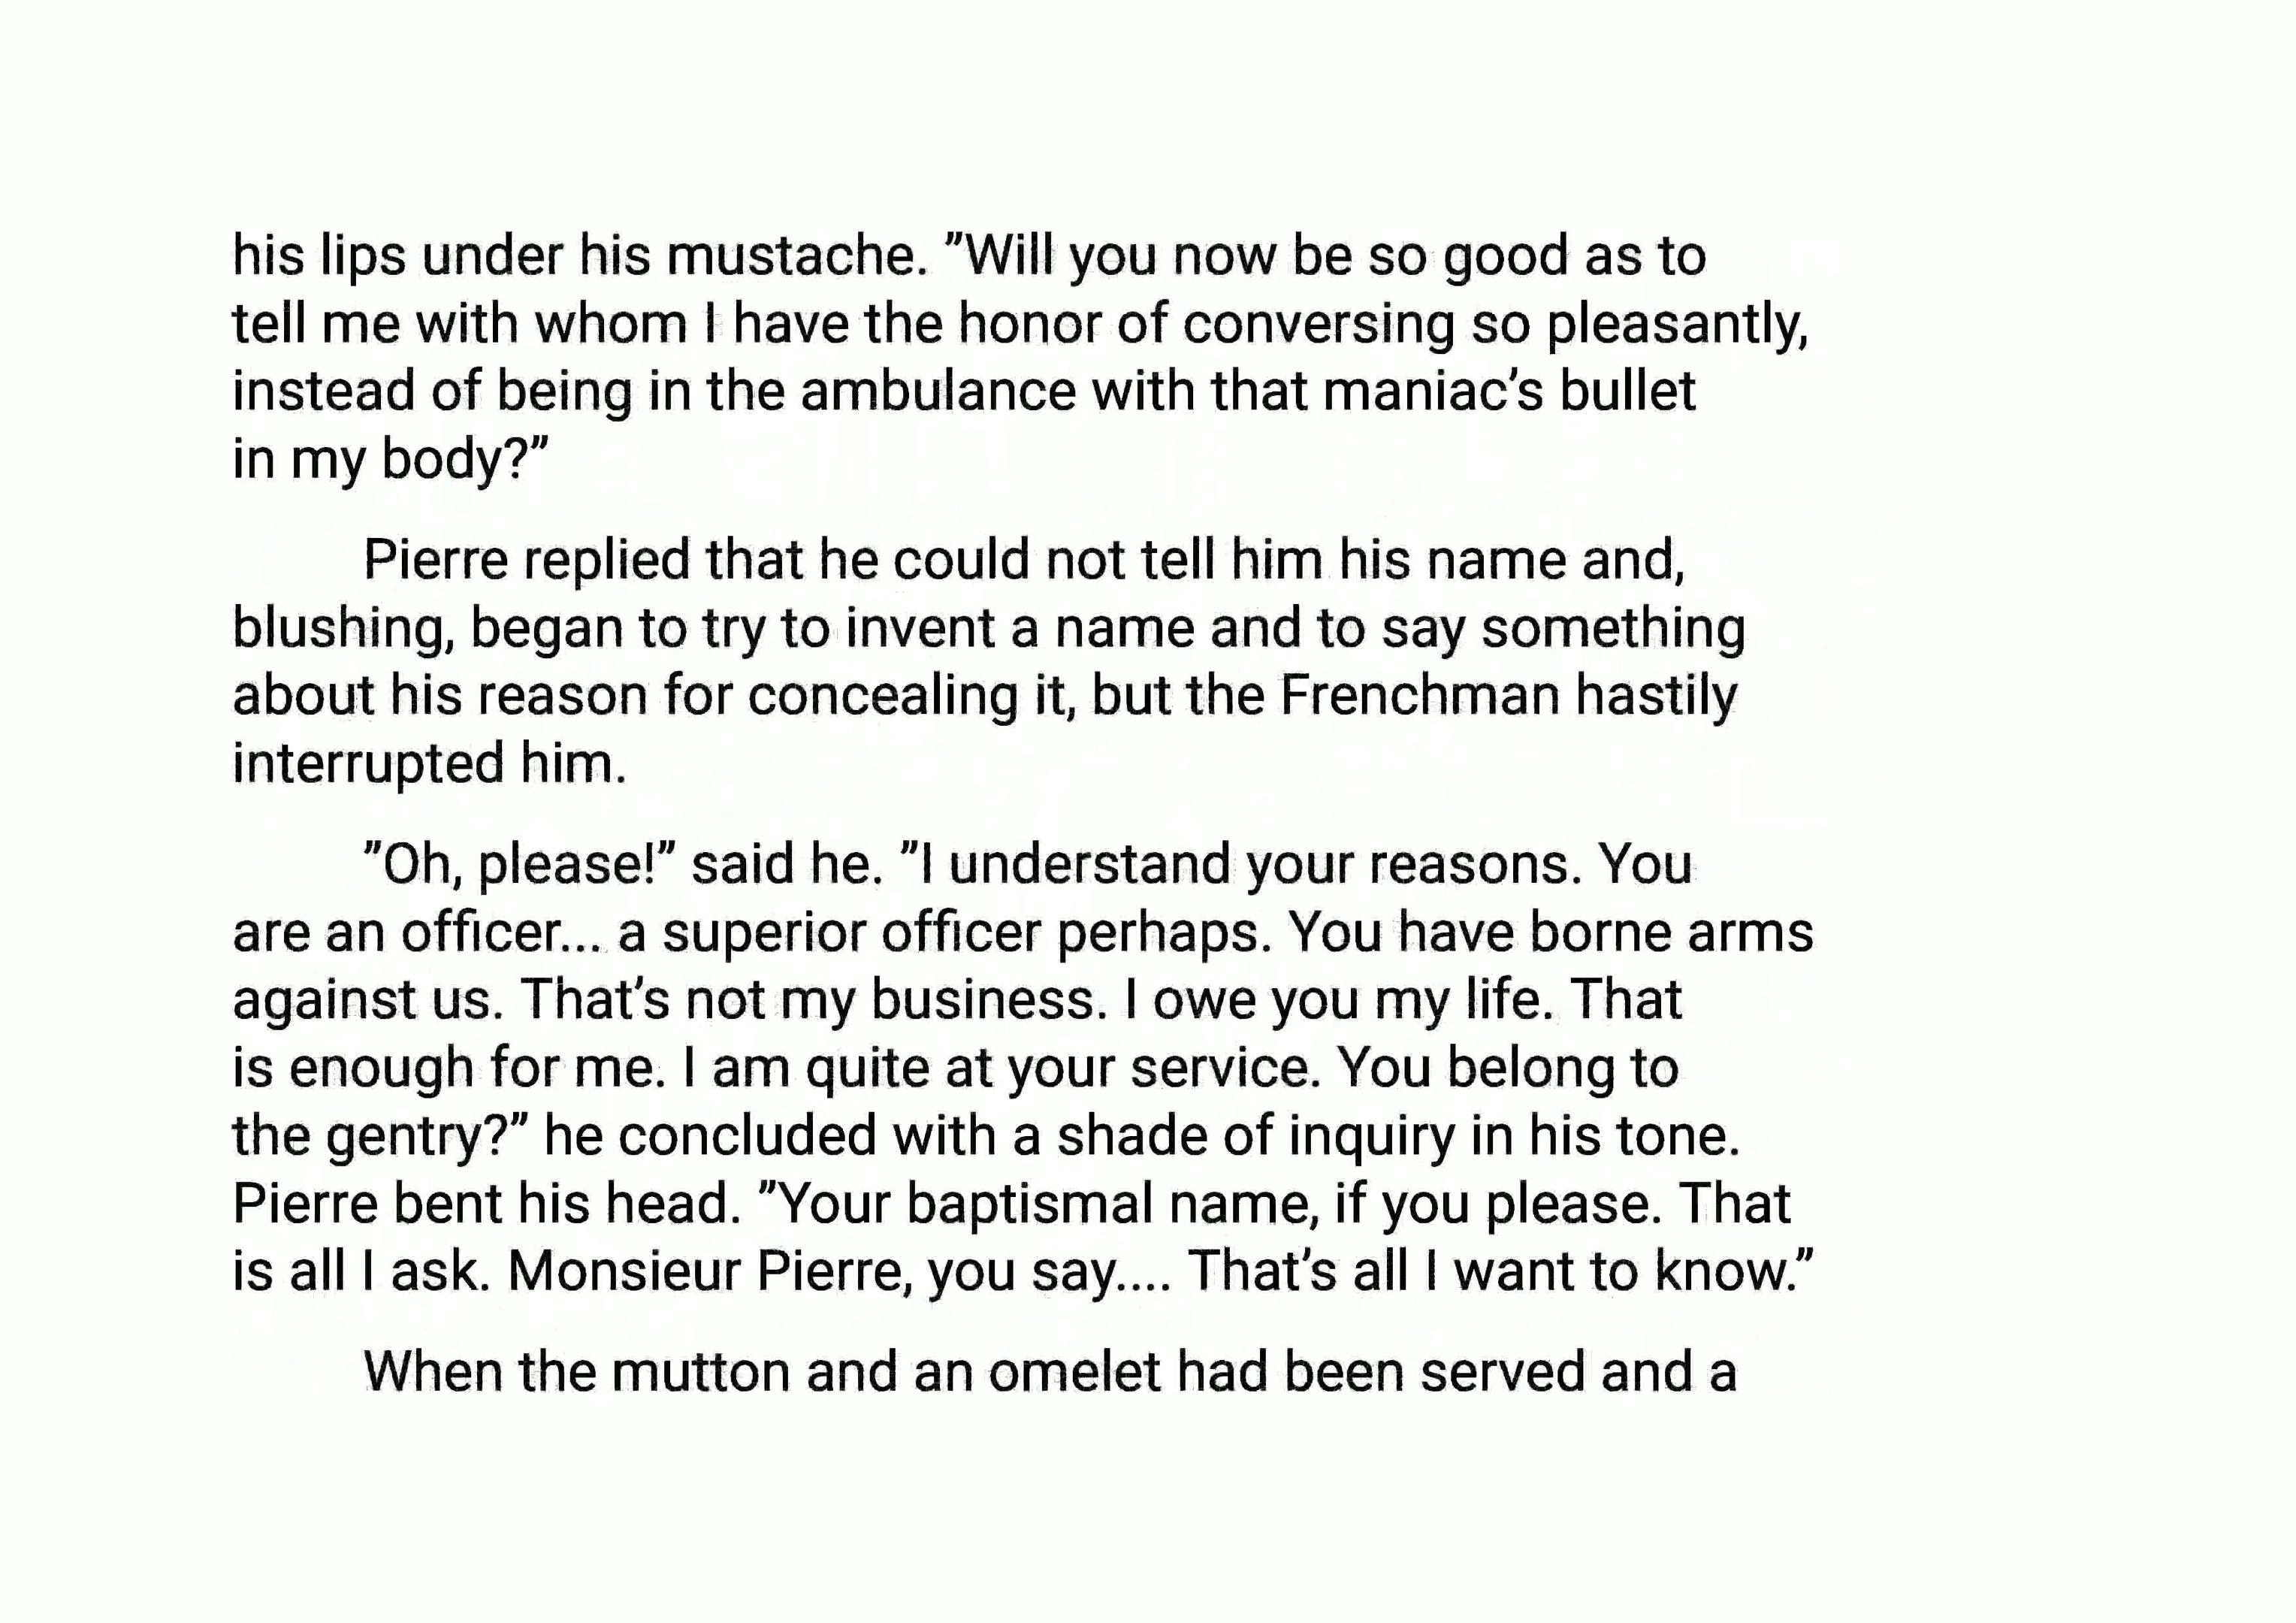 his lips under his mustache. ”Will you now be so good as to
tell me with whom I have the honor of conversing so pleasantly,
instead of being in the ambulance with that maniac’s bullet
in my body?”
Pierre replied that he could not tell him his name and,
blushing, began to try to invent a name and to say something
about his reason for concealing it, but the Frenchman hastily
interrupted him.
”Oh, please!” said he. ”I understand your reasons. You
are an officer... a superior officer perhaps. You have borne arms
against us. That’s not my business. I owe you my life. That
is enough for me. I am quite at your service. You belong to
the gentry?” he concluded with a shade of inquiry in his tone.
Pierre bent his head. ”Your baptismal name, if you please. That
is all I ask. Monsieur Pierre, you say.... That’s all I want to know.”
When the mutton and an omelet had been served and a